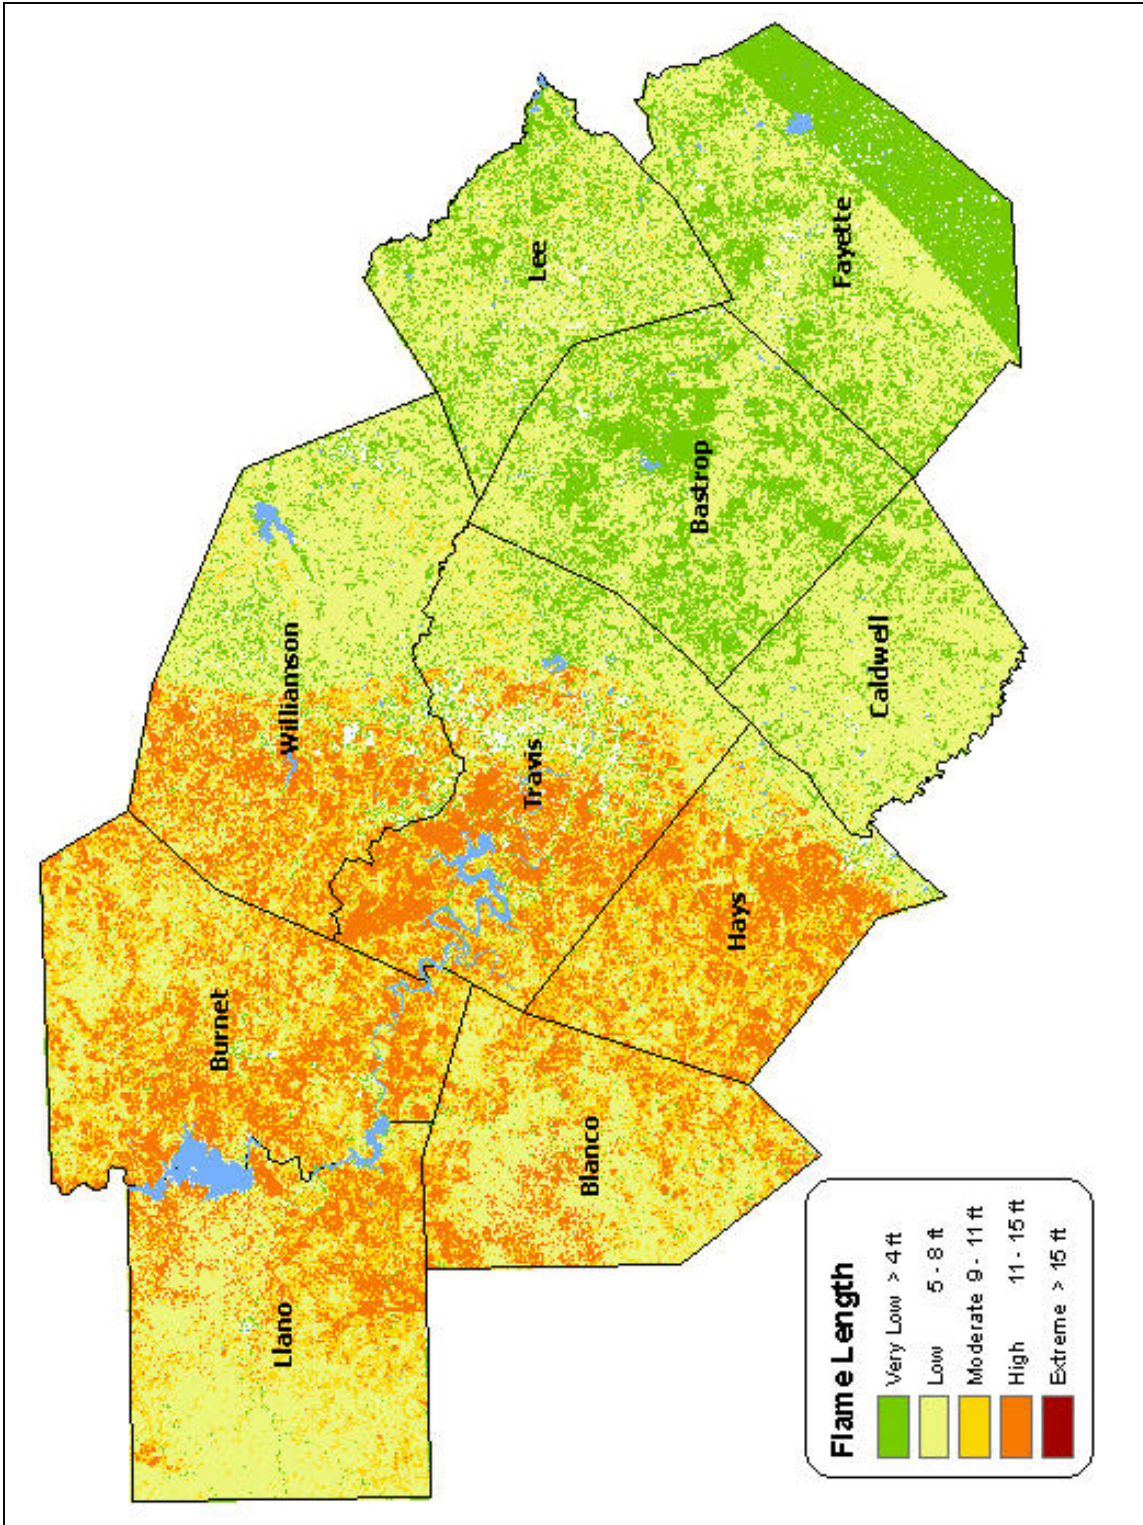 Llano
Burnet
Williamson
Blanco
Hays
Travis
Lee
Bastrop
Caldwell
Fayette
Flame Length
Very Low > 4 ft
Low 5 - 8 ft
Moderate 9 - 11 ft
High 11 - 15 ft
Extreme > 15 ft